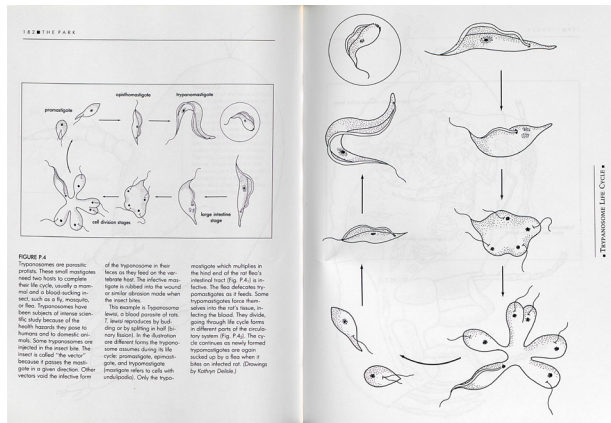 182■THE PARK
opisthomastigote
trypanomastigote
promastigote
cell division stages
large intestine
stage
FIGURE P.4
Trypanosomes are parasitic
protists. These small mastigotes
need two hosts to complete
their life cycle, usually a mam-
mal and a blood-sucking in-
sect, such as a fly, mosquito,
or flea. Trypanosomes have
been subjects of intense scien-
tific study because of the
health hazards they pose to
humans and to domestic ani-
mals. Some trypanosomes are
injected in the insect bite. The
insect is called "the vector"
because it passes the masti-
gote in a given direction. Other
vectors void the infective form
of the trypanosome in their
feces as they feed on the ver-
tebrate host. The infective mas-
tigote is rubbed into the wound
or similar abrasion made when
the insect bites.
This example is Trypanosoma
lewisi, a blood parasite of rats.
T. lewisi reproduces by bud-
ding or by splitting in half (bi-
nary fission). In the illustration
are different forms the trypano-
some assumes during its life
cycle: promastigote, epimasti-
gote, and trypomastigote
(mastigote refers to cells with
undulipodia). Only the trypo-
mastigote which multiplies in
the hind end of the rat flea's
intestinal tract (Fig. P.4) is in-
fective. The flea defecates try-
pomastigotes as it feeds. Some
trypomastigotes force them-
selves into the rat's tissue, in-
fecting the blood. They divide,
going through life cycle forms
in different parts of the circula-
tory system (Fig. P.4). The cy-
cle continues as newly formed
trypomastigotes are again
sucked up by a flea when it
bites an infected rat. (Drawings
by Kathryn Delisle.)
•TRYPANOSOME LIFE CYCLE•